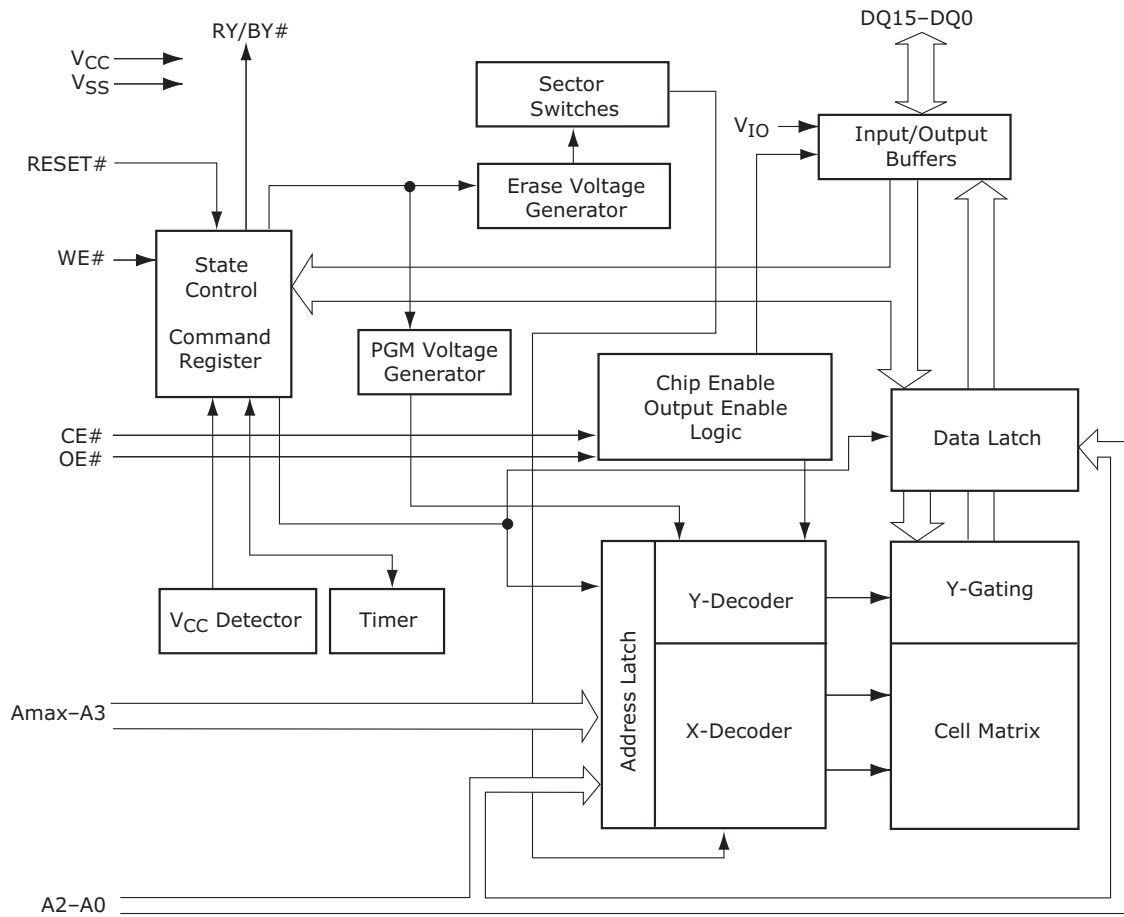 DQ15–DQ0
RY/BY#
VCC
VSS
Sector
Switches
VIO
Input/Output
Buffers
RESET#
Erase Voltage
Generator
WE#
State
Control
Command
Register
PGM Voltage
Generator
Chip Enable
Output Enable
Logic
CE#
OE#
Data Latch
VCC Detector
Timer
Address Latch
Y-Decoder
Y-Gating
Amax–A3
X-Decoder
Cell Matrix
A2–A0